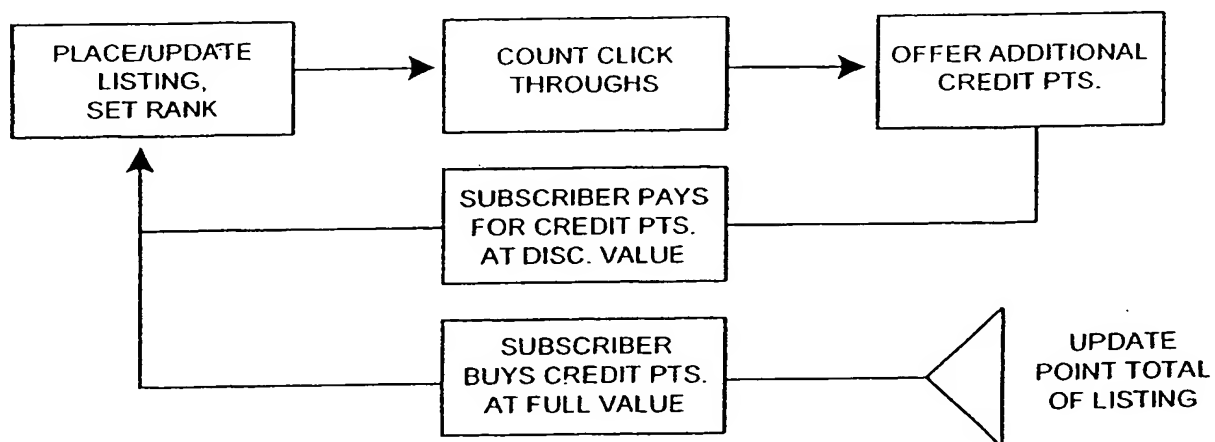 PLACE/UPDATE
LISTING,
SET RANK
COUNT CLICK
THROUGHS
OFFER ADDITIONAL
CREDIT PTS.
SUBSCRIBER PAYS
FOR CREDIT PTS.
AT DISC. VALUE
SUBSCRIBER
BUYS CREDIT PTS.
AT FULL VALUE
UPDATE
POINT TOTAL
OF LISTING